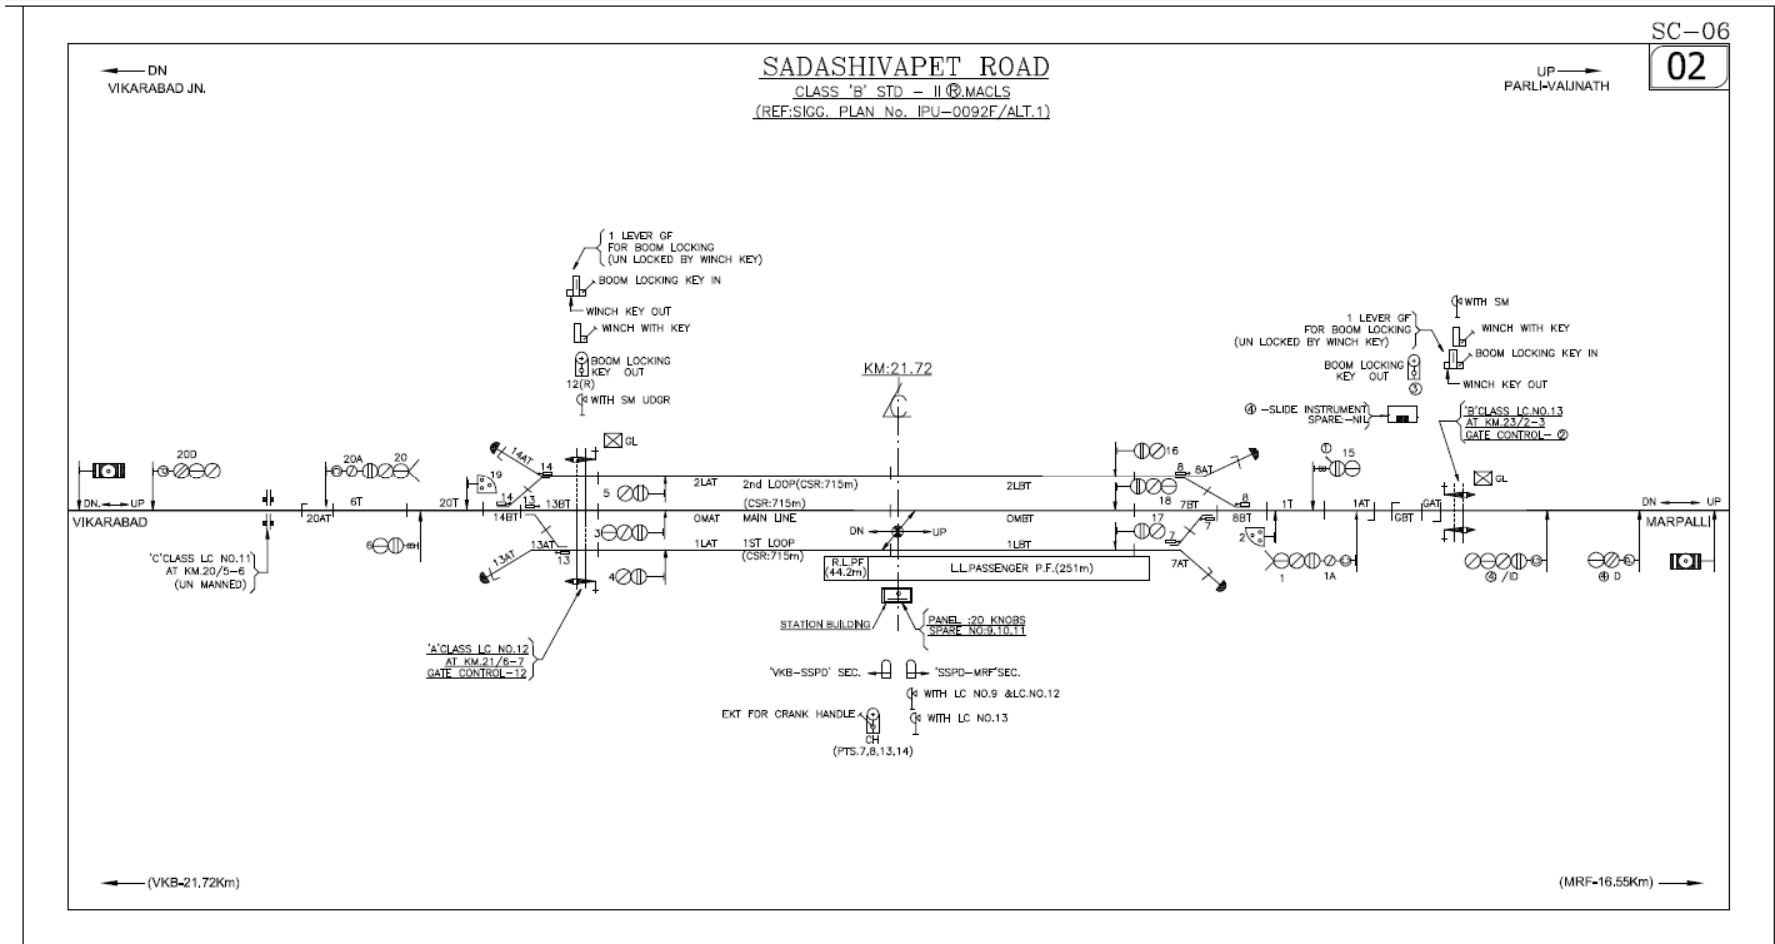 SC-06
02
DN
VIKARABAD JN.
SADASHIVAPET ROAD
CLASS 'B' STD - II Ⓡ.MACLS
(REF:SIGG. PLAN No. IPU-0092F/ALT.1)
UP
PARLI-VAIJNATH
1 LEVER GF
FOR BOOM LOCKING
(UN LOCKED BY WINCH KEY)
BOOM LOCKING KEY IN
WINCH KEY OUT
WINCH WITH KEY
BOOM LOCKING
KEY OUT
12(R)
WITH SM UDGR
GL
KM:21.72
WITH SM
1 LEVER GF
FOR BOOM LOCKING
(UN LOCKED BY WINCH KEY)
WINCH WITH KEY
BOOM LOCKING KEY IN
BOOM LOCKING
KEY OUT
③
WINCH KEY OUT
④ -SLIDE INSTRUMENT
SPARE:-NIL
'B'CLASS LC.NO.13
AT KM.23/2-3
GATE CONTROL- ②
GL
20D
20A
20
19
14AT
14
16
8
8AT
①
15
2LAT
2nd LOOP(CSR:715m)
2LBT
5
18
DN
UP
6T
20T
14
13
13BT
(CSR:715m)
7BT
8
1T
1AT
GAT
DN
UP
VIKARABAD
20AT
14BT
OMAT
MAIN LINE
OMBT
17
7
8BT
GBT
MARPALLI
6
3
DN
UP
2
13AT
13AT
13
1LAT
1ST LOOP
(CSR:715m)
1LBT
7
7AT
4
1
1A
④ /ID
④ D
'C'CLASS LC NO.11
AT KM.20/5-6
(UN MANNED)
R.L.PF
(44.2m)
L.L.PASSENGER P.F.(251m)
STATION BUILDING
PANEL :20 KNOBS
SPARE NO:9,10,11
'A'CLASS LC NO.12
AT KM.21/6-7
GATE CONTROL-12
'VKB-SSPD' SEC.
'SSPD-MRF'SEC.
WITH LC NO.9 &LC.NO.12
EKT FOR CRANK HANDLE
WITH LC NO.13
CH
(PTS.7,8,13,14)
(VKB-21.72Km)
(MRF-16.55Km)